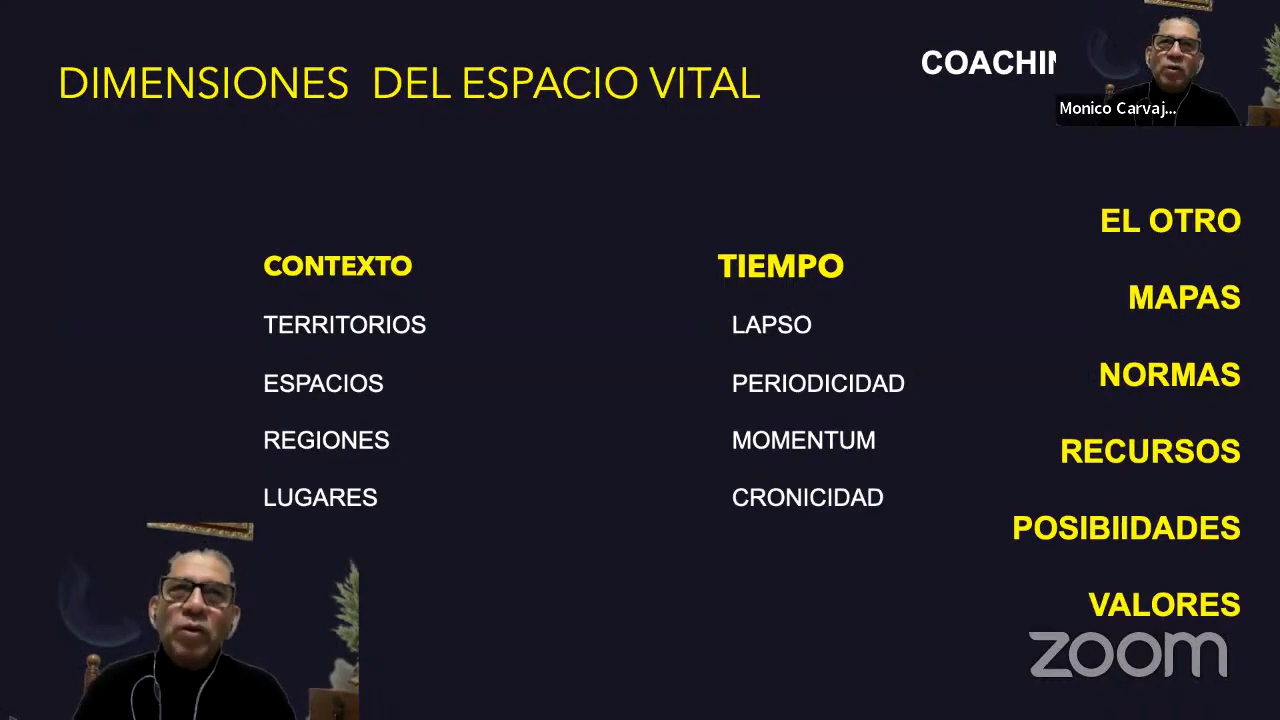 DIMENSIONES DEL ESPACIO VITAL
COACHIN
Monico Carvaj...
CONTEXTO
TERRITORIOS
ESPACIOS
REGIONES
LUGARES
TIEMPO
LAPSO
PERIODICIDAD
MOMENTUM
CRONICIDAD
EL OTRO
MAPAS
NORMAS
RECURSOS
POSIBIIDADES
VALORES
zoom